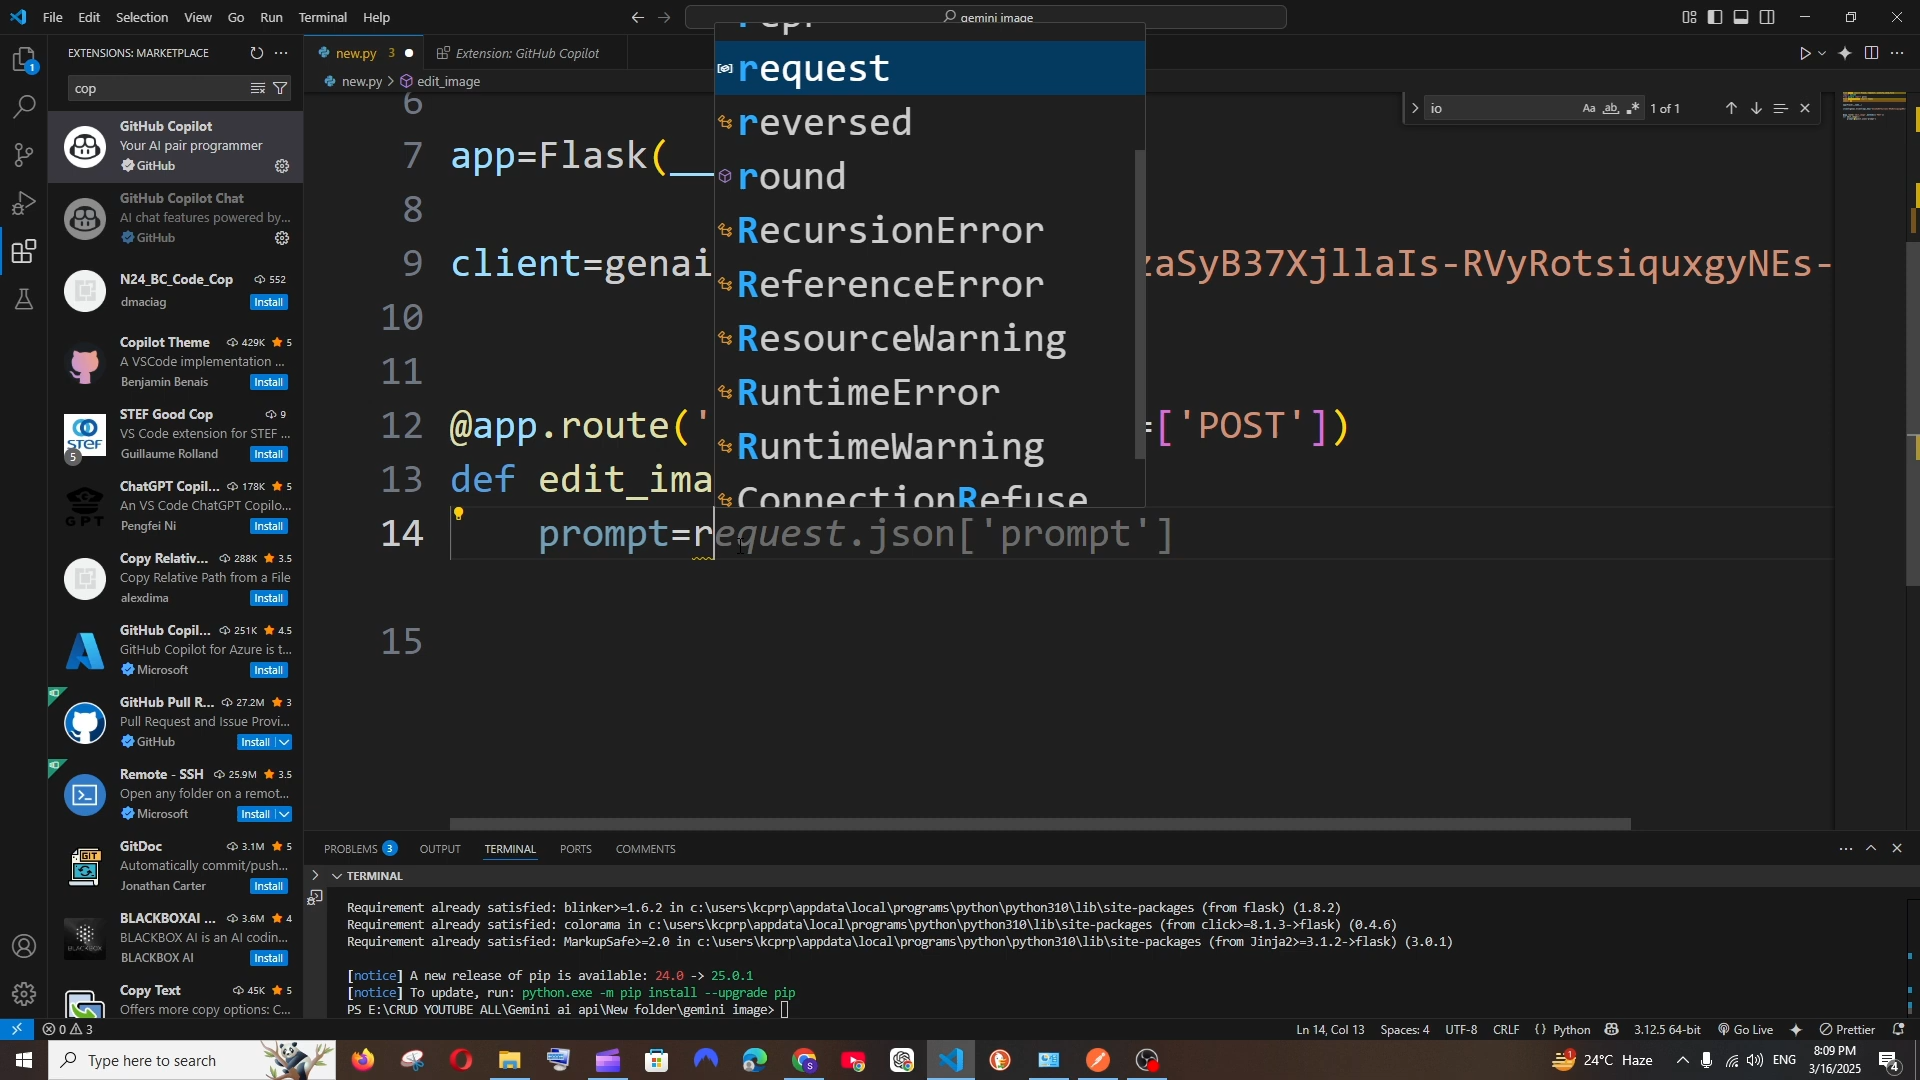 File Edit Selection View Go Run Terminal Help
gemini image
EXTENSIONS: MARKETPLACE
cop
GitHub Copilot
Your AI pair programmer
GitHub
GitHub Copilot Chat
AI chat features powered by...
GitHub
N24_BC_Code_Cop 552
dmaciag Install
Copilot Theme 429K 5
A VSCode implementation ...
Benjamin Benais Install
STEF Good Cop 9
VS Code extension for STEF ...
Guillaume Rolland Install
STEF
5
ChatGPT Copil... 178K 5
An VS Code ChatGPT Copilo...
Pengfei Ni Install
GPT
Copy Relativ... 288K 3.5
Copy Relative Path from a File
alexdima Install
GitHub Copil... 251K 4.5
GitHub Copilot for Azure is t...
Microsoft Install
GitHub Pull R... 27.2M 3
Pull Request and Issue Provi...
GitHub Install
Remote - SSH 25.9M 3.5
Open any folder on a remot...
Microsoft Install
GitDoc 3.1M 5
Automatically commit/push...
Jonathan Carter Install
GIT
BLACKBOXAI ... 3.6M 4
BLACKBOX AI is an AI codin...
BLACKBOX AI Install
Copy Text 45K 5
Offers more copy options: C...
new.py 3 Extension: GitHub Copilot
new.py > edit_image
io Aa ab 1 of 1
6
7 app=Flask(__
8
9 client=genai zaSyB37XjllaIs-RVyRotsiquxgyNEs-
10
11
12 @app.route(' =['POST'])
13 def edit_ima
14 prompt=request.json['prompt']
15
repr
request
reversed
round
RecursionError
ReferenceError
ResourceWarning
RuntimeError
RuntimeWarning
ConnectionRefuse
PROBLEMS 3 OUTPUT TERMINAL PORTS COMMENTS
TERMINAL
Requirement already satisfied: blinker>=1.6.2 in c:\users\kcprp\appdata\local\programs\python\python310\lib\site-packages (from flask) (1.8.2)
Requirement already satisfied: colorama in c:\users\kcprp\appdata\local\programs\python\python310\lib\site-packages (from click>=8.1.3->flask) (0.4.6)
Requirement already satisfied: MarkupSafe>=2.0 in c:\users\kcprp\appdata\local\programs\python\python310\lib\site-packages (from Jinja2>=3.1.2->flask) (3.0.1)
[notice] A new release of pip is available: 24.0 -> 25.0.1
[notice] To update, run: python.exe -m pip install --upgrade pip
PS E:\CRUD YOUTUBE ALL\Gemini ai api\New folder\gemini image>
0 3 Ln 14, Col 13 Spaces: 4 UTF-8 CRLF {} Python 3.12.5 64-bit Go Live Prettier
Type here to search
1 24°C Haze ENG 8:09 PM
3/16/2025
4